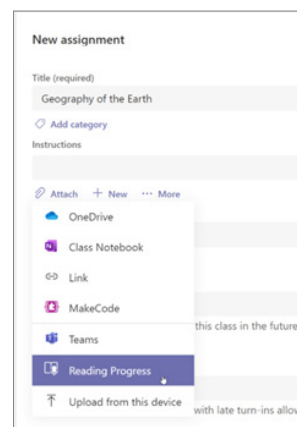 New assignment
Title (required)
Geography of the Earth
Add category
Instructions
Attach New More
OneDrive
Class Notebook
Link
MakeCode
this class in the future
Teams
Reading Progress
Upload from this device
with late turn-ins allow